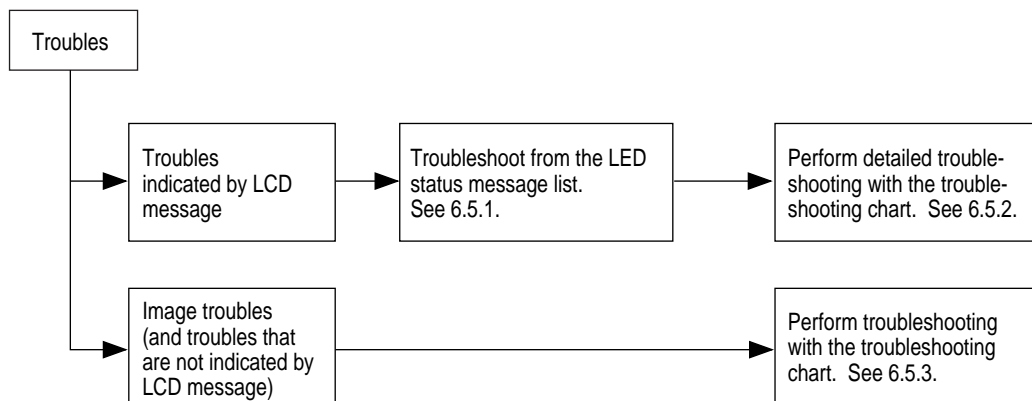 Troubles
Troubles
indicated by LCD
message
Troubleshoot from the LED
status message list.
See 6.5.1.
Perform detailed trouble-
shooting with the trouble-
shooting chart.  See 6.5.2.
Image troubles
(and troubles that
are not indicated by
LCD message)
Perform troubleshooting
with the troubleshooting
chart.  See 6.5.3.